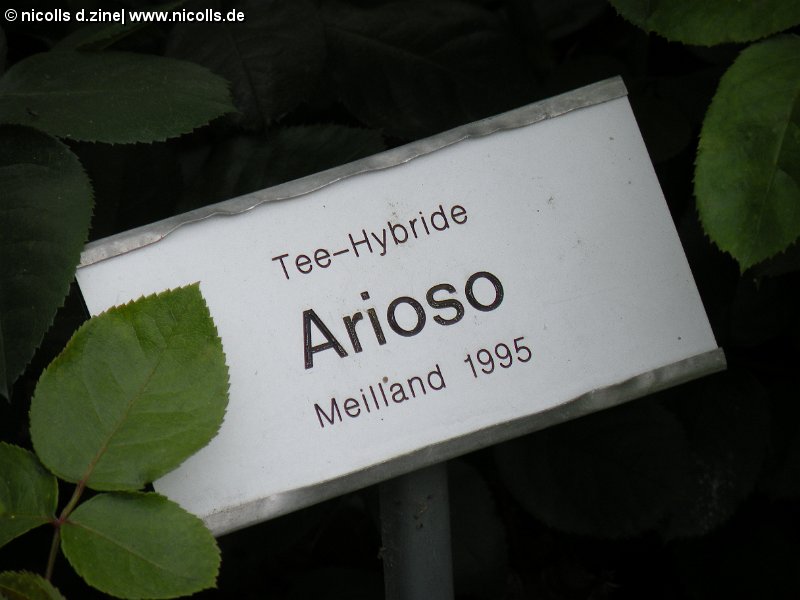 © nicolls d.zine| www.nicolls.de
Tee-Hybride
Arioso
Meilland 1995